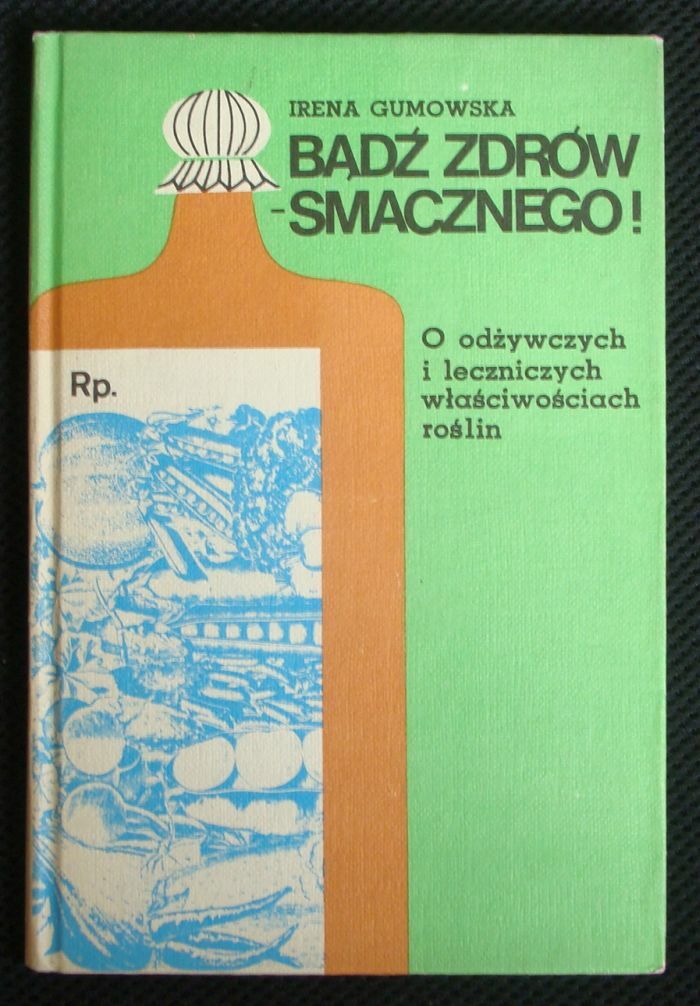 IRENA GUMOWSKA
BĄDŹ ZDRÓW
-SMACZNEGO!
O odżywczych
i leczniczych
właściwościach
roślin
Rp.